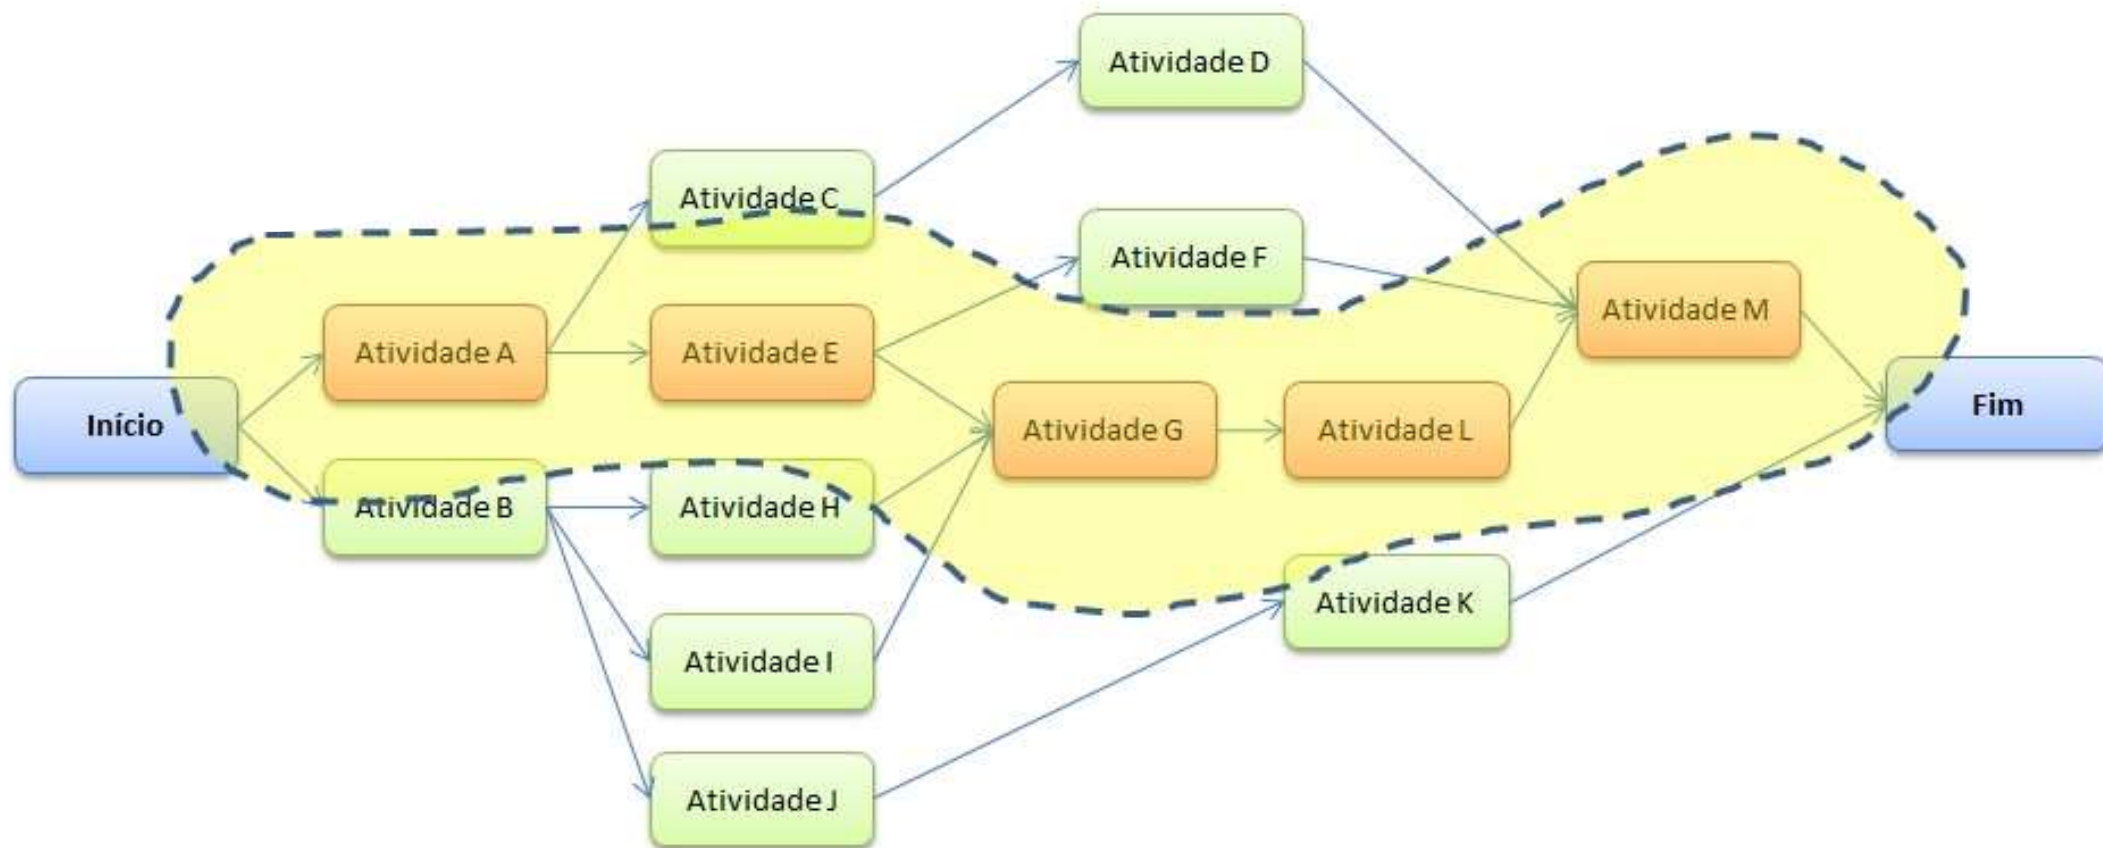 Atividade D
Atividade C
Atividade F
Atividade M
Atividade A
Atividade E
Início
Atividade G
Atividade L
Fim
Atividade B
Atividade H
Atividade K
Atividade I
Atividade J